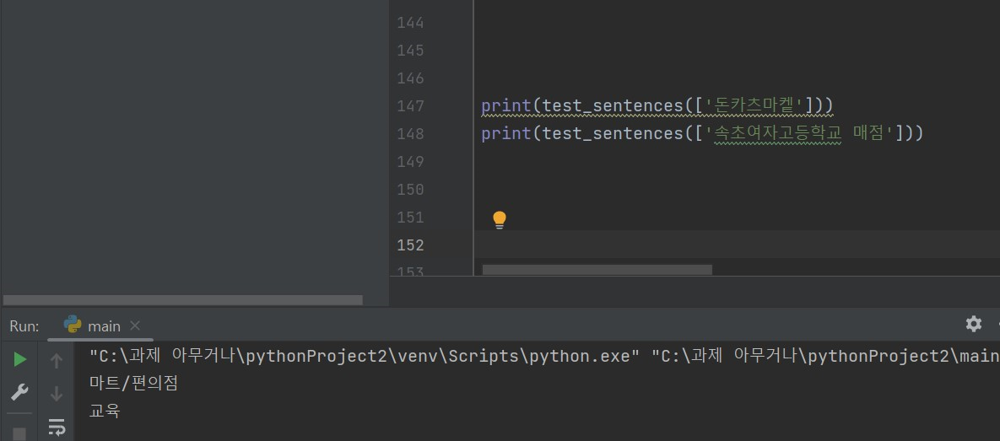 144
145
146
147 print(test_sentences(['돈카츠마켙']))
148 print(test_sentences(['속초여자고등학교 매점']))
149
150
151
152
153
Run: main
"C:\과제 아무거나\pythonProject2\venv\Scripts\python.exe" "C:\과제 아무거나\pythonProject2\main
마트/편의점
교육